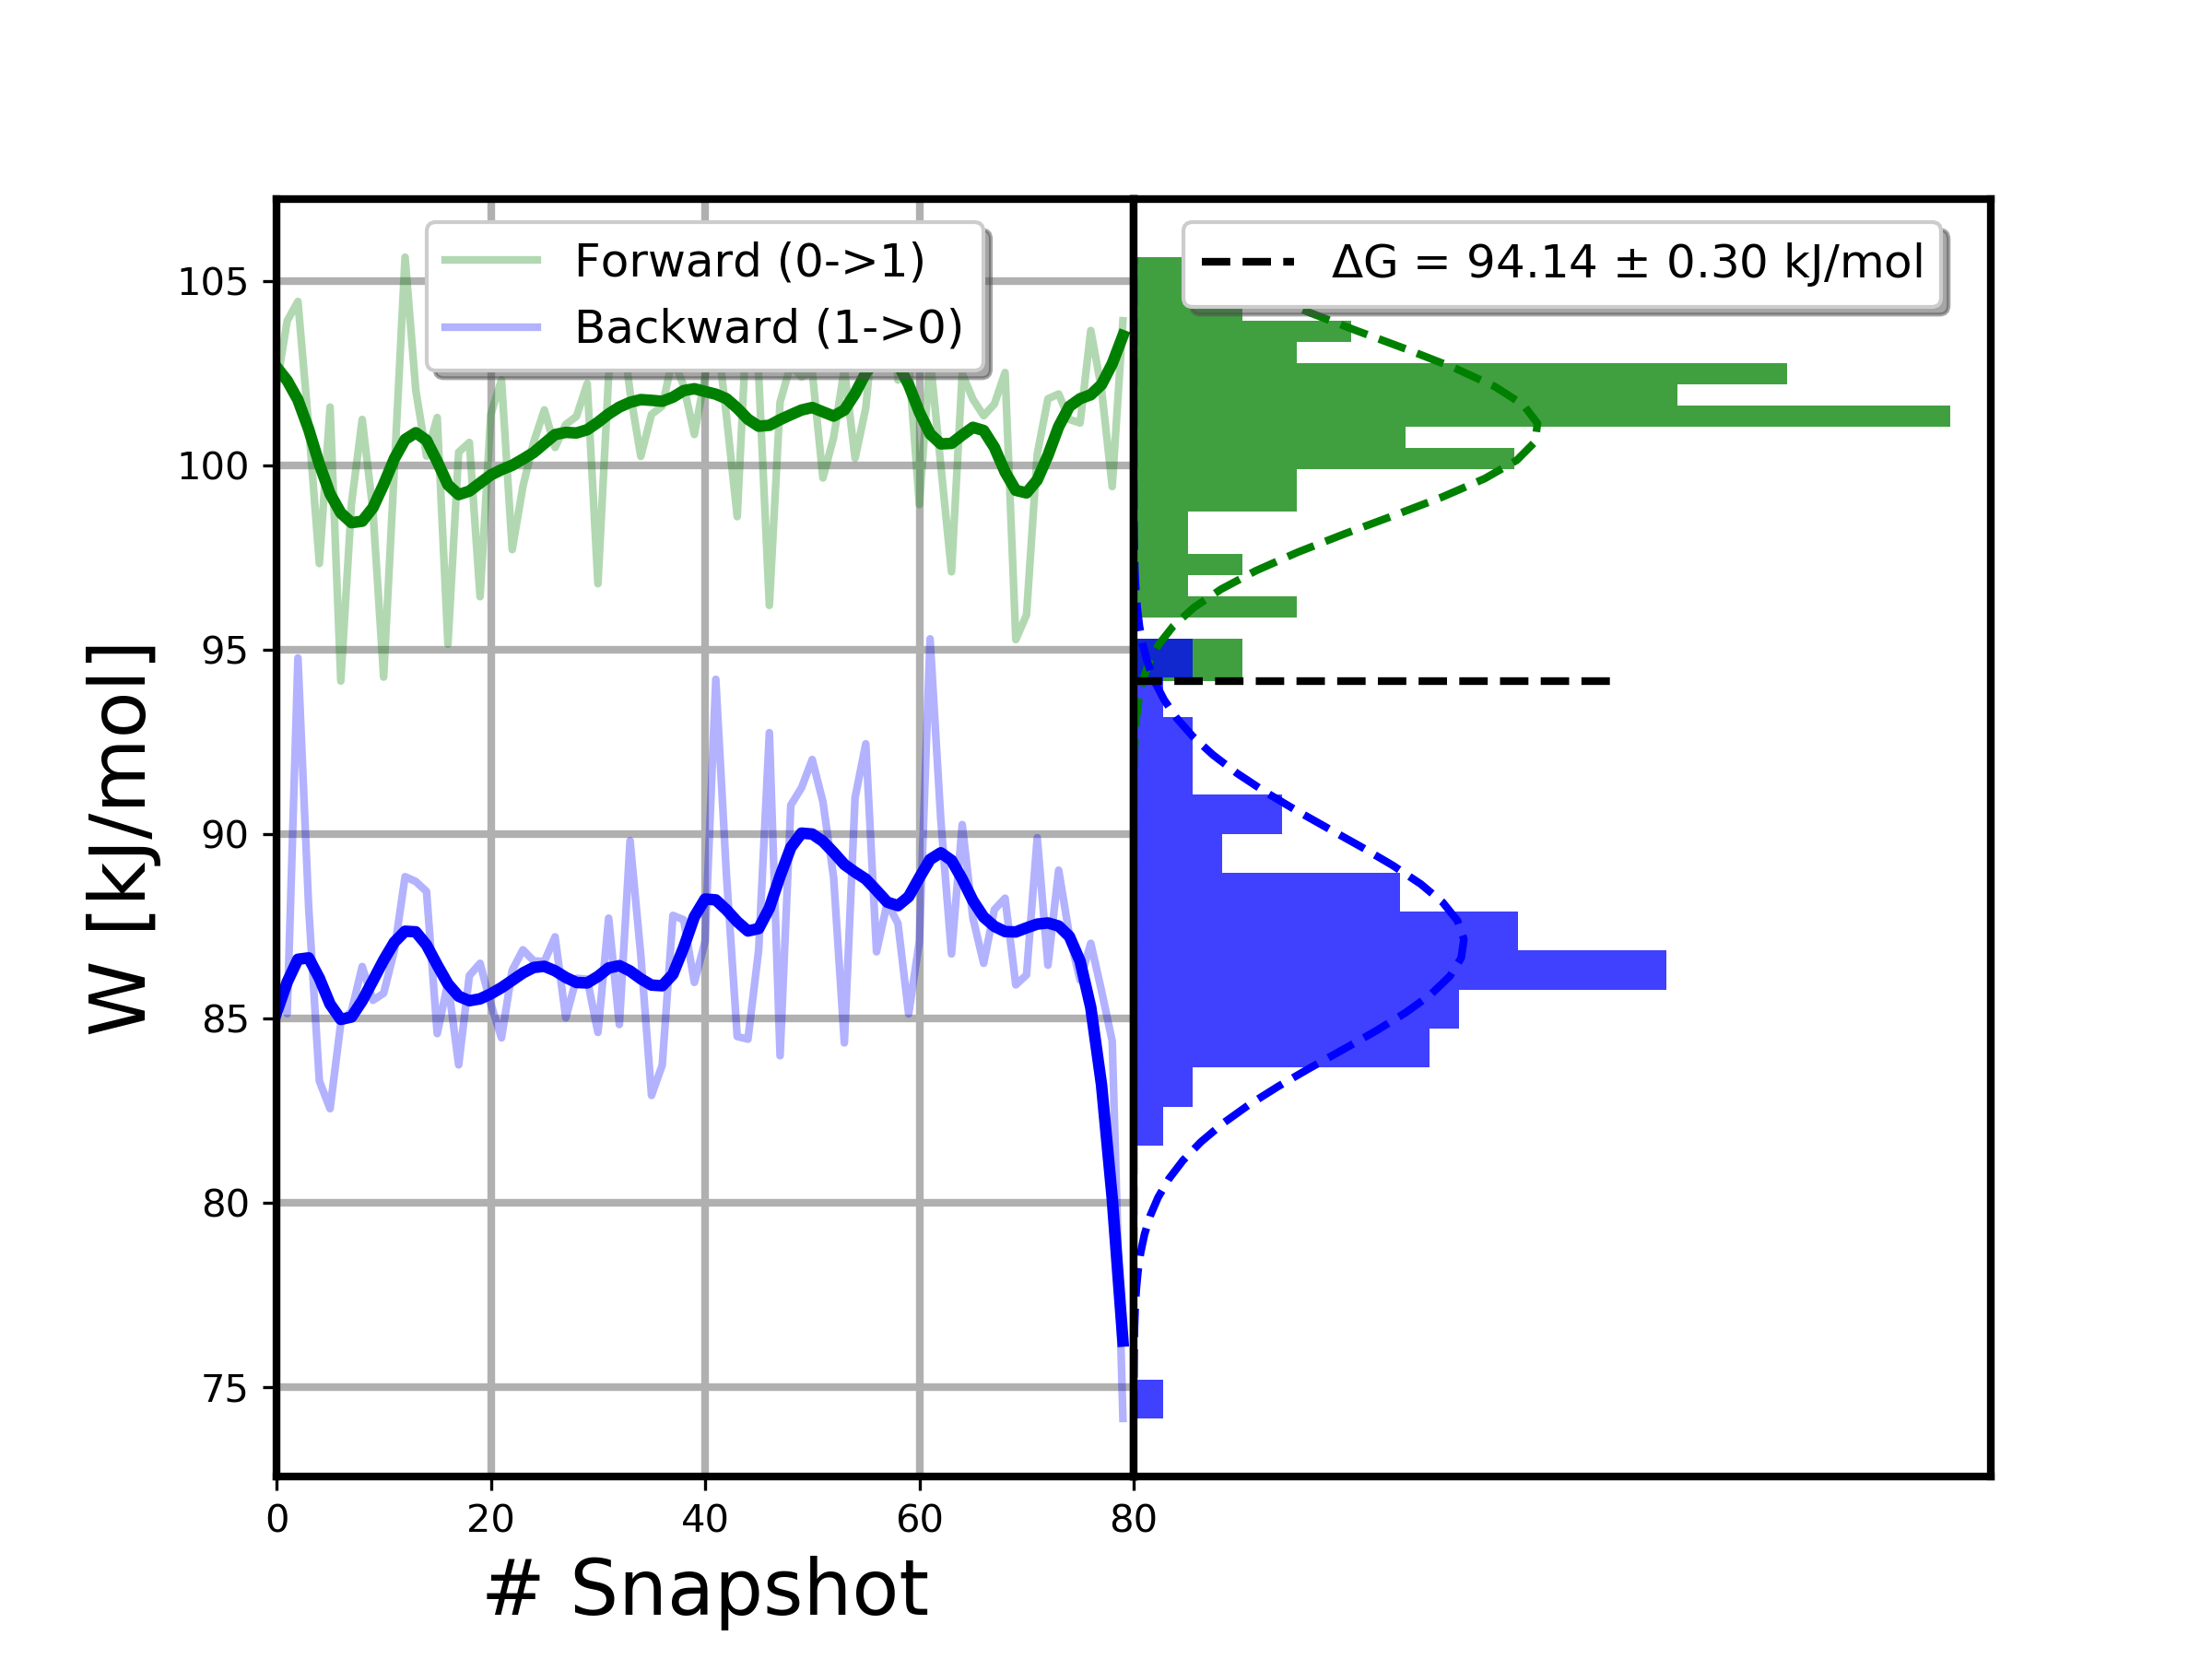 Forward (0->1)
Backward (1->0)
ΔG = 94.14 ± 0.30 kJ/mol
W [kJ/mol]
105
100
95
90
85
80
75
0 20 40 60 80
# Snapshot